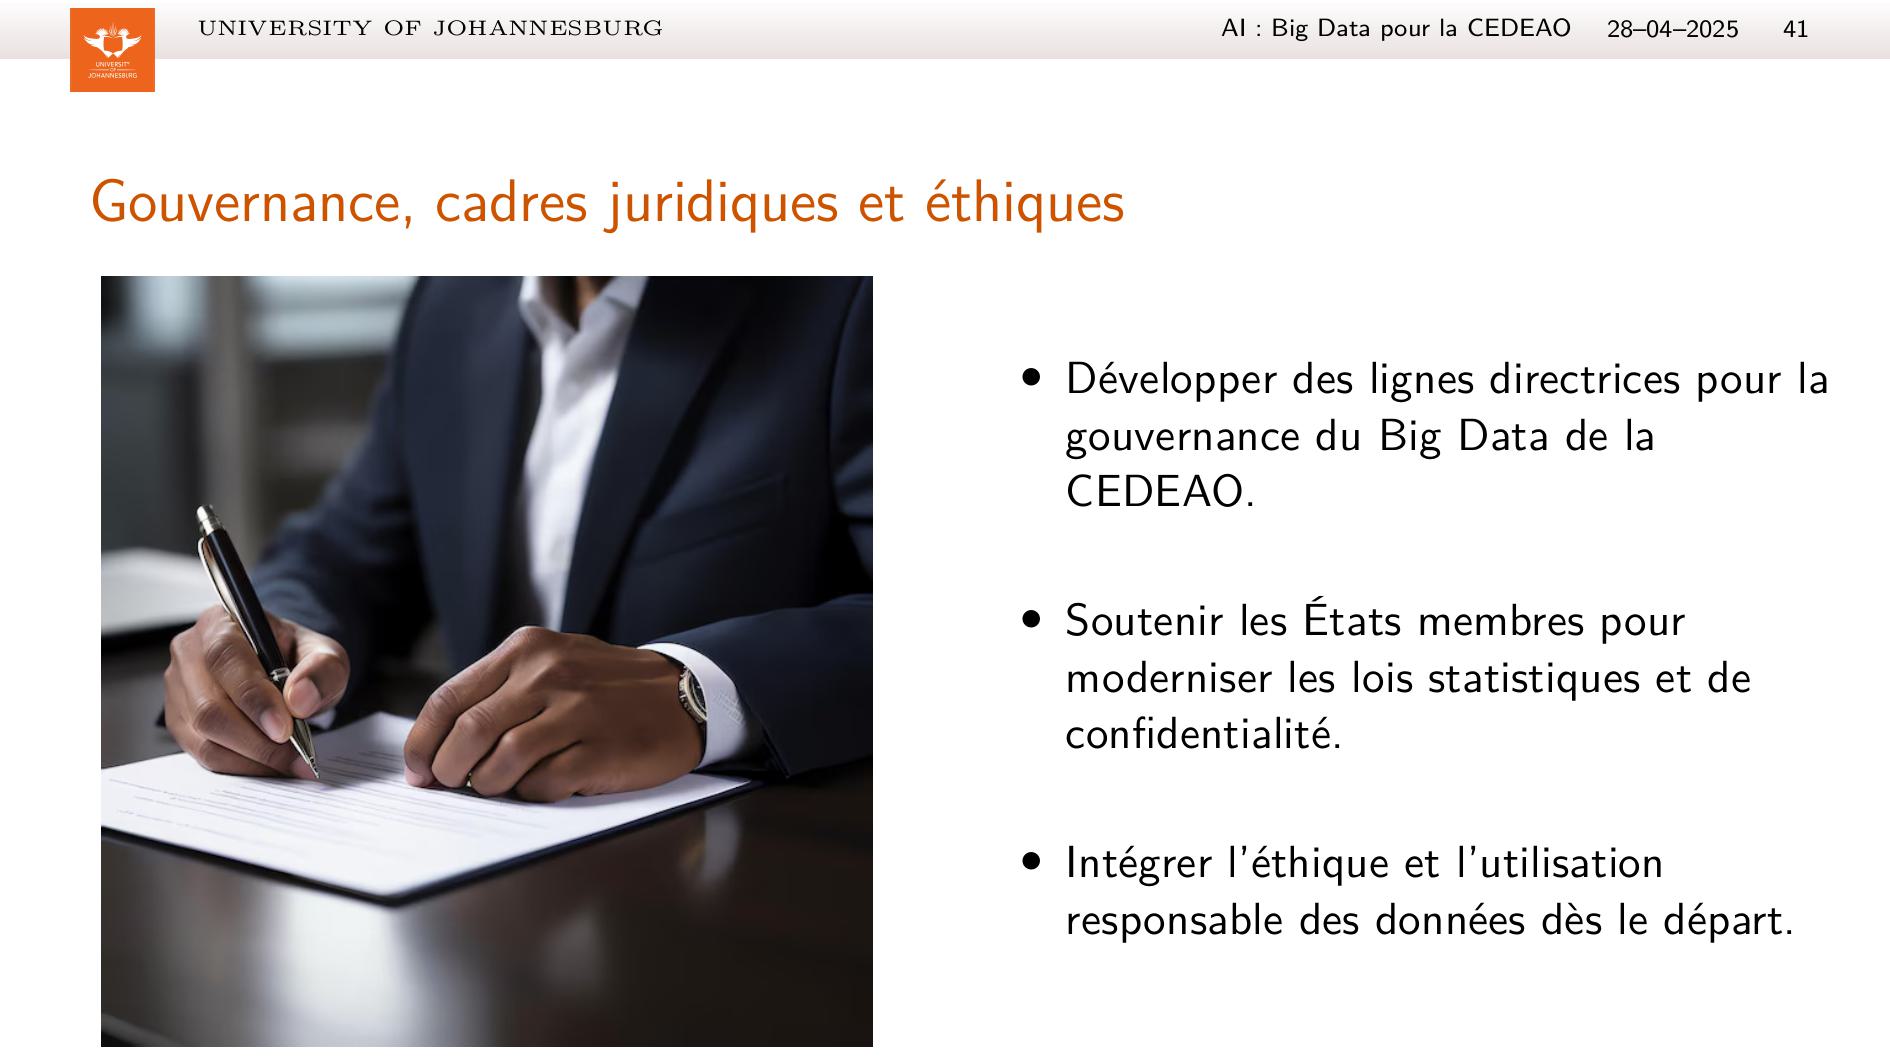 UNIVERSITY OF JOHANNESBURG
AI : Big Data pour la CEDEAO 28–04–2025 41
UNIVERSITY
OF
JOHANNESBURG
Gouvernance, cadres juridiques et éthiques
• Développer des lignes directrices pour la
gouvernance du Big Data de la
CEDEAO.
• Soutenir les États membres pour
moderniser les lois statistiques et de
confidentialité.
• Intégrer l'éthique et l'utilisation
responsable des données dès le départ.